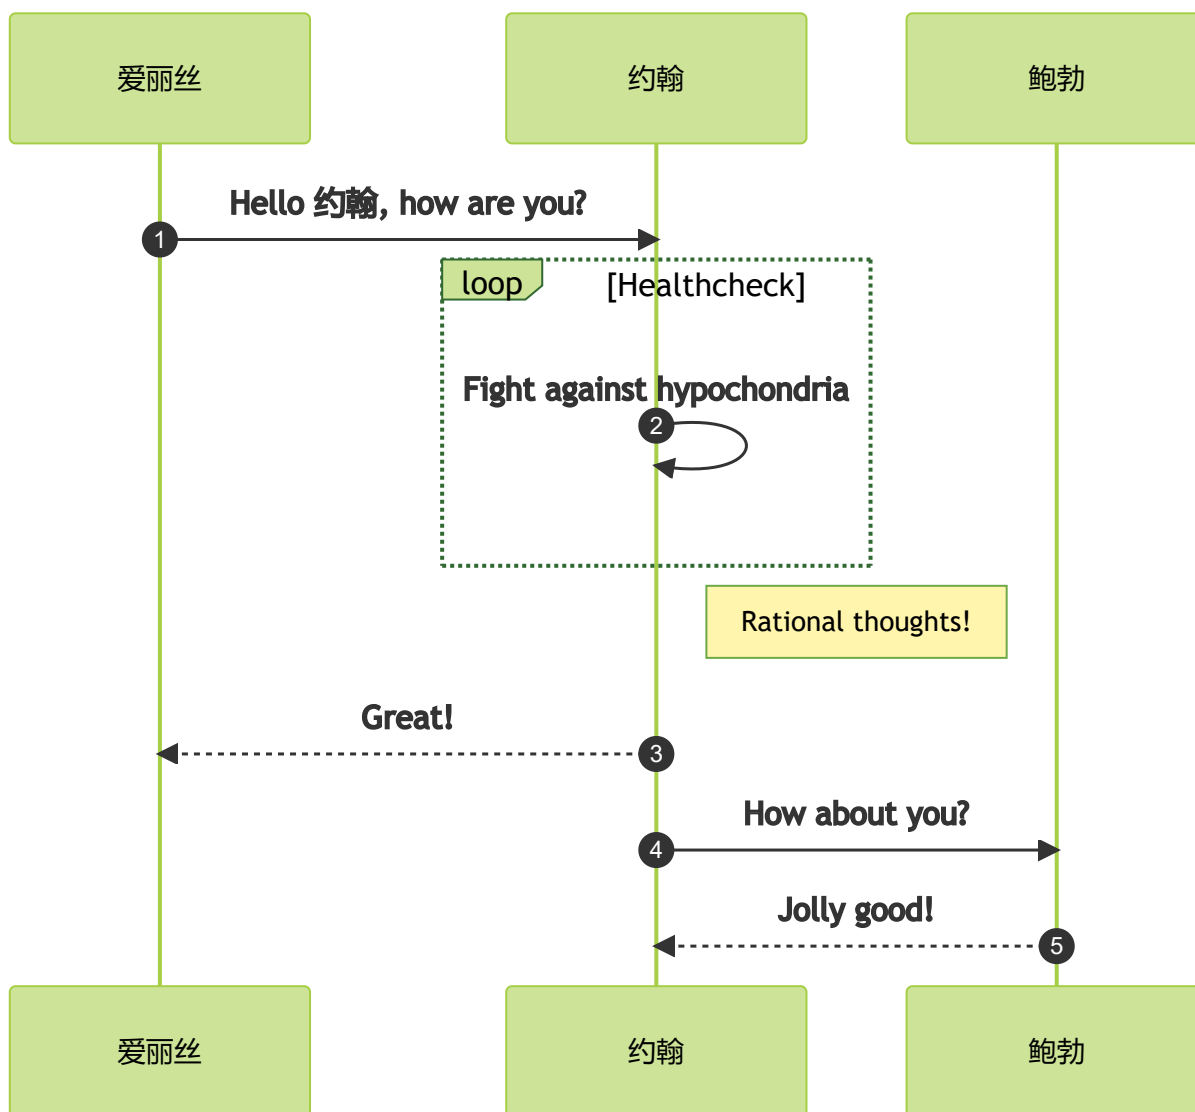 爱丽丝
约翰
鲍勃
Hello 约翰, how are you?
1
loop
[Healthcheck]
Fight against hypochondria
2
Rational thoughts!
Great!
3
How about you?
4
Jolly good!
5
爱丽丝
约翰
鲍勃